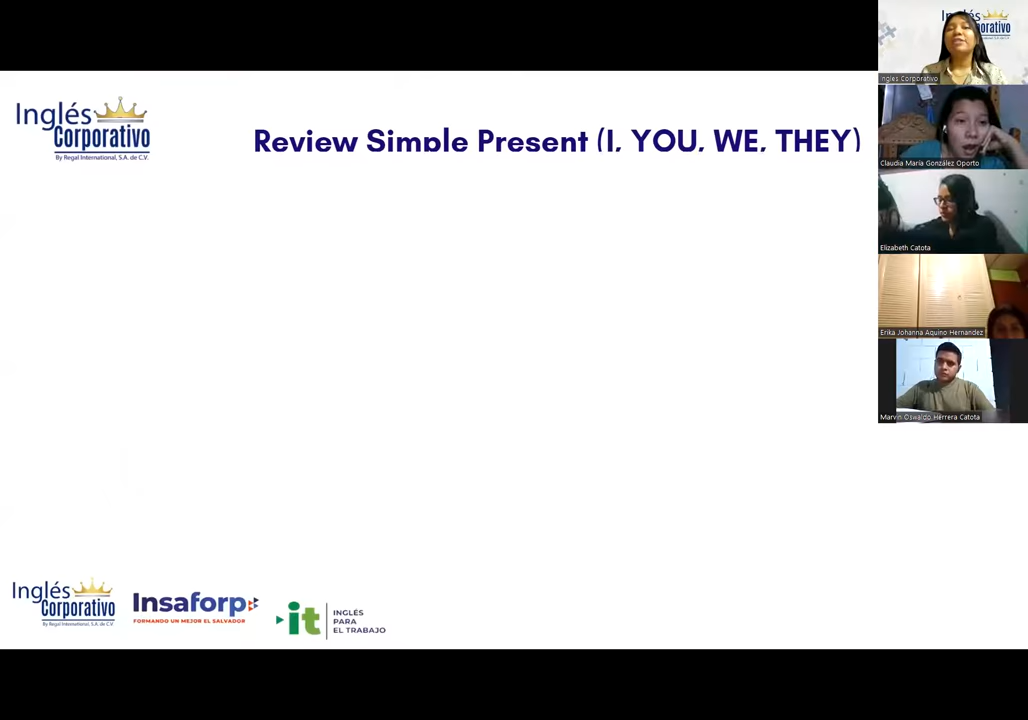 Inglés
Corporativo
By Regal International, S.A. de C.V.
Review Simple Present (I, YOU, WE, THEY)
Inglés
Corporativo
By Regal International, S.A. de C.V.
Insaforp
FORMANDO UN MEJOR EL SALVADOR
it
INGLÉS
PARA
EL TRABAJO
Ingles Corporativo
Claudia María González Oporto
Elizabeth Catota
Erika Johanna Aquino Hernandez
Marvin Oswaldo Herrera Catota